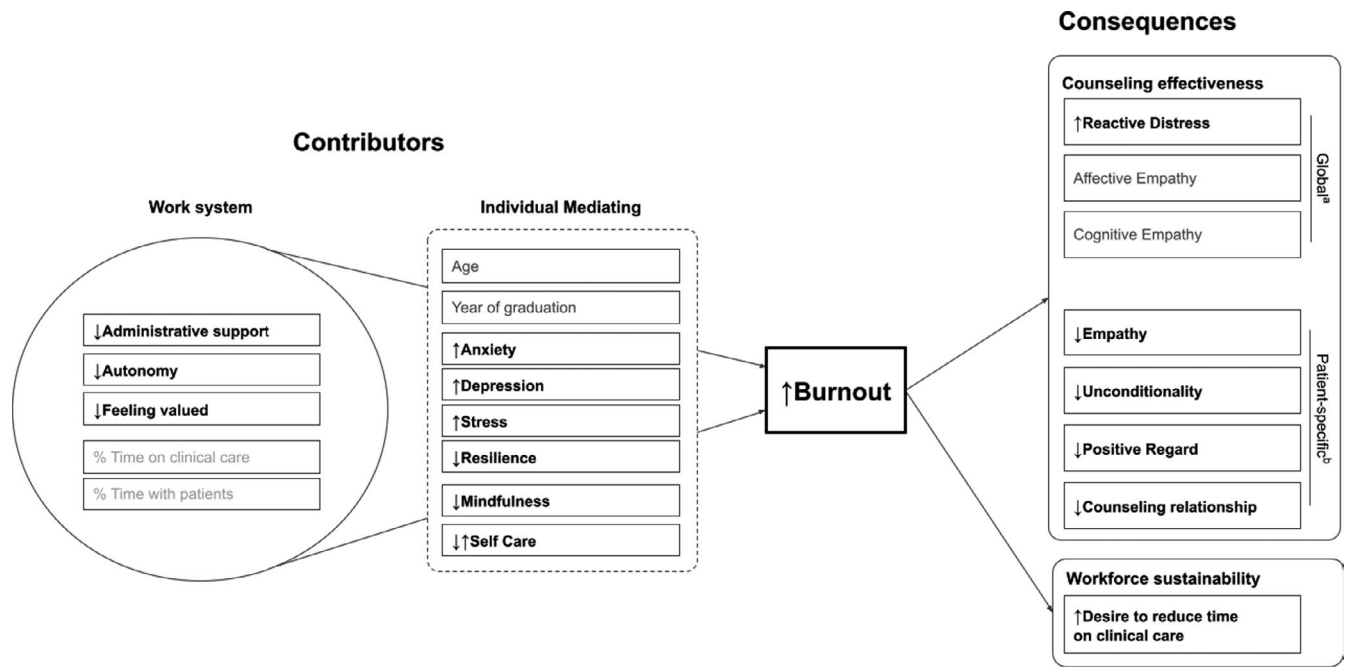 Contributors
Work system
↓Administrative support
↓Autonomy
↓Feeling valued
% Time on clinical care
% Time with patients
Individual Mediating
Age
Year of graduation
↑Anxiety
↑Depression
↑Stress
↓Resilience
↓Mindfulness
↓↑Self Care
↑Burnout
Consequences
Counseling effectiveness
↑Reactive Distress
Affective Empathy
Cognitive Empathy
Globalᵃ
↓Empathy
↓Unconditionality
↓Positive Regard
↓Counseling relationship
Patient-specificᵇ
Workforce sustainability
↑Desire to reduce time
on clinical care